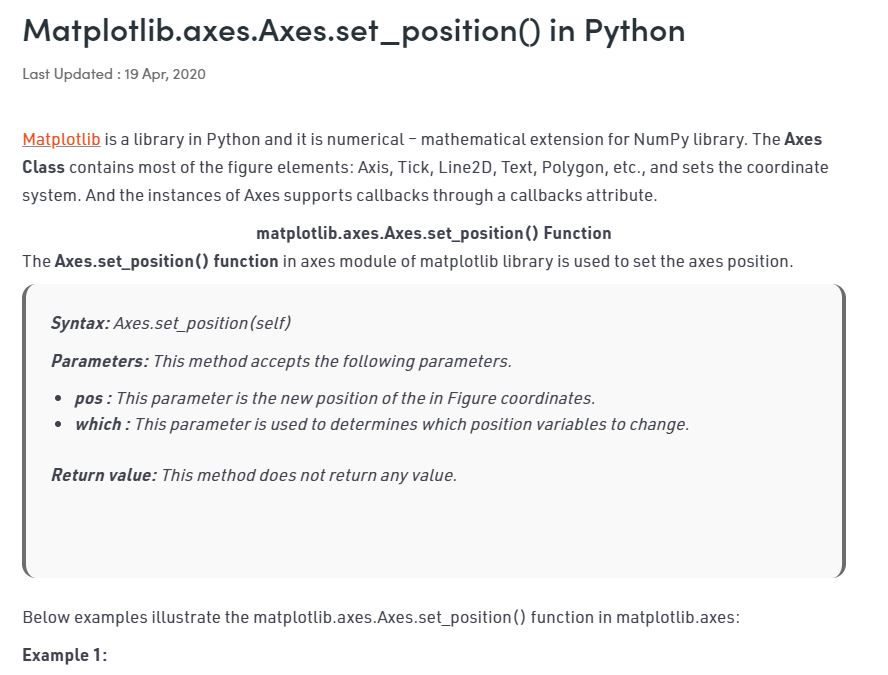 Matplotlib.axes.Axes.set_position() in Python
Last Updated : 19 Apr, 2020
Matplotlib is a library in Python and it is numerical – mathematical extension for NumPy library. The Axes
Class contains most of the figure elements: Axis, Tick, Line2D, Text, Polygon, etc., and sets the coordinate
system. And the instances of Axes supports callbacks through a callbacks attribute.
matplotlib.axes.Axes.set_position() Function
The Axes.set_position() function in axes module of matplotlib library is used to set the axes position.
Syntax: Axes.set_position(self)
Parameters: This method accepts the following parameters.
• pos : This parameter is the new position of the in Figure coordinates.
• which : This parameter is used to determines which position variables to change.
Return value: This method does not return any value.
Below examples illustrate the matplotlib.axes.Axes.set_position() function in matplotlib.axes:
Example 1: